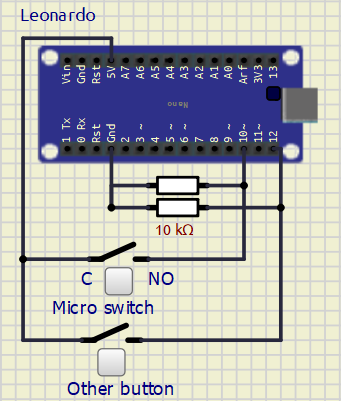 Leonardo
Vin Gnd Rst 5V A7 A6 A5 A4 A3 A2 A1 A0 Arf 3V3 13
Nano
1 Tx 0 Rx Rst Gnd 2 3 ~ 4 5 ~ 6 ~ 7 8 9 ~ 10~ 11~ 12
10 kΩ
C NO
Micro switch
Other button